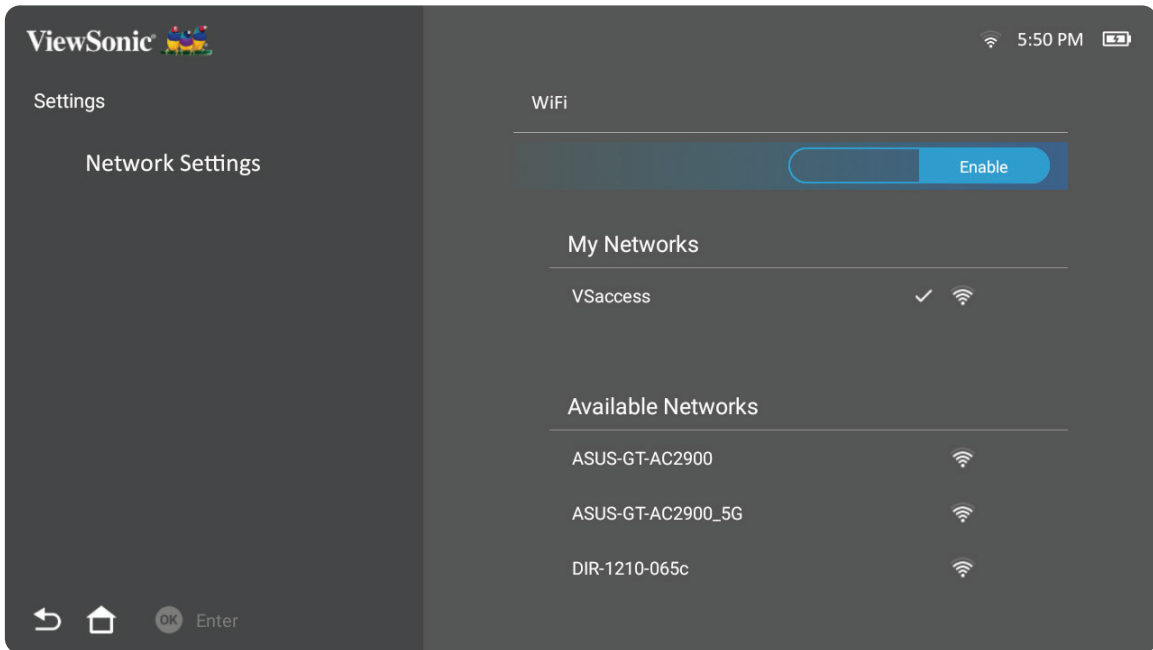 ViewSonic®
5:50 PM
Settings
Network Settings
WiFi
Enable
My Networks
VSaccess
Available Networks
ASUS-GT-AC2900
ASUS-GT-AC2900_5G
DIR-1210-065c
OK Enter